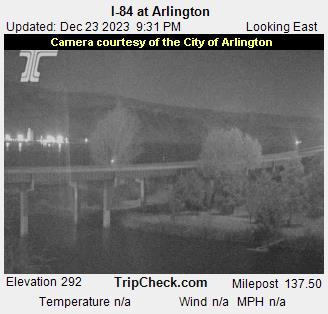 I-84 at Arlington
Updated: Dec 23 2023 9:31 PM Looking East
Camera courtesy of the City of Arlington
Elevation 292 TripCheck.com Milepost 137.50
Temperature n/a Wind n/a MPH n/a